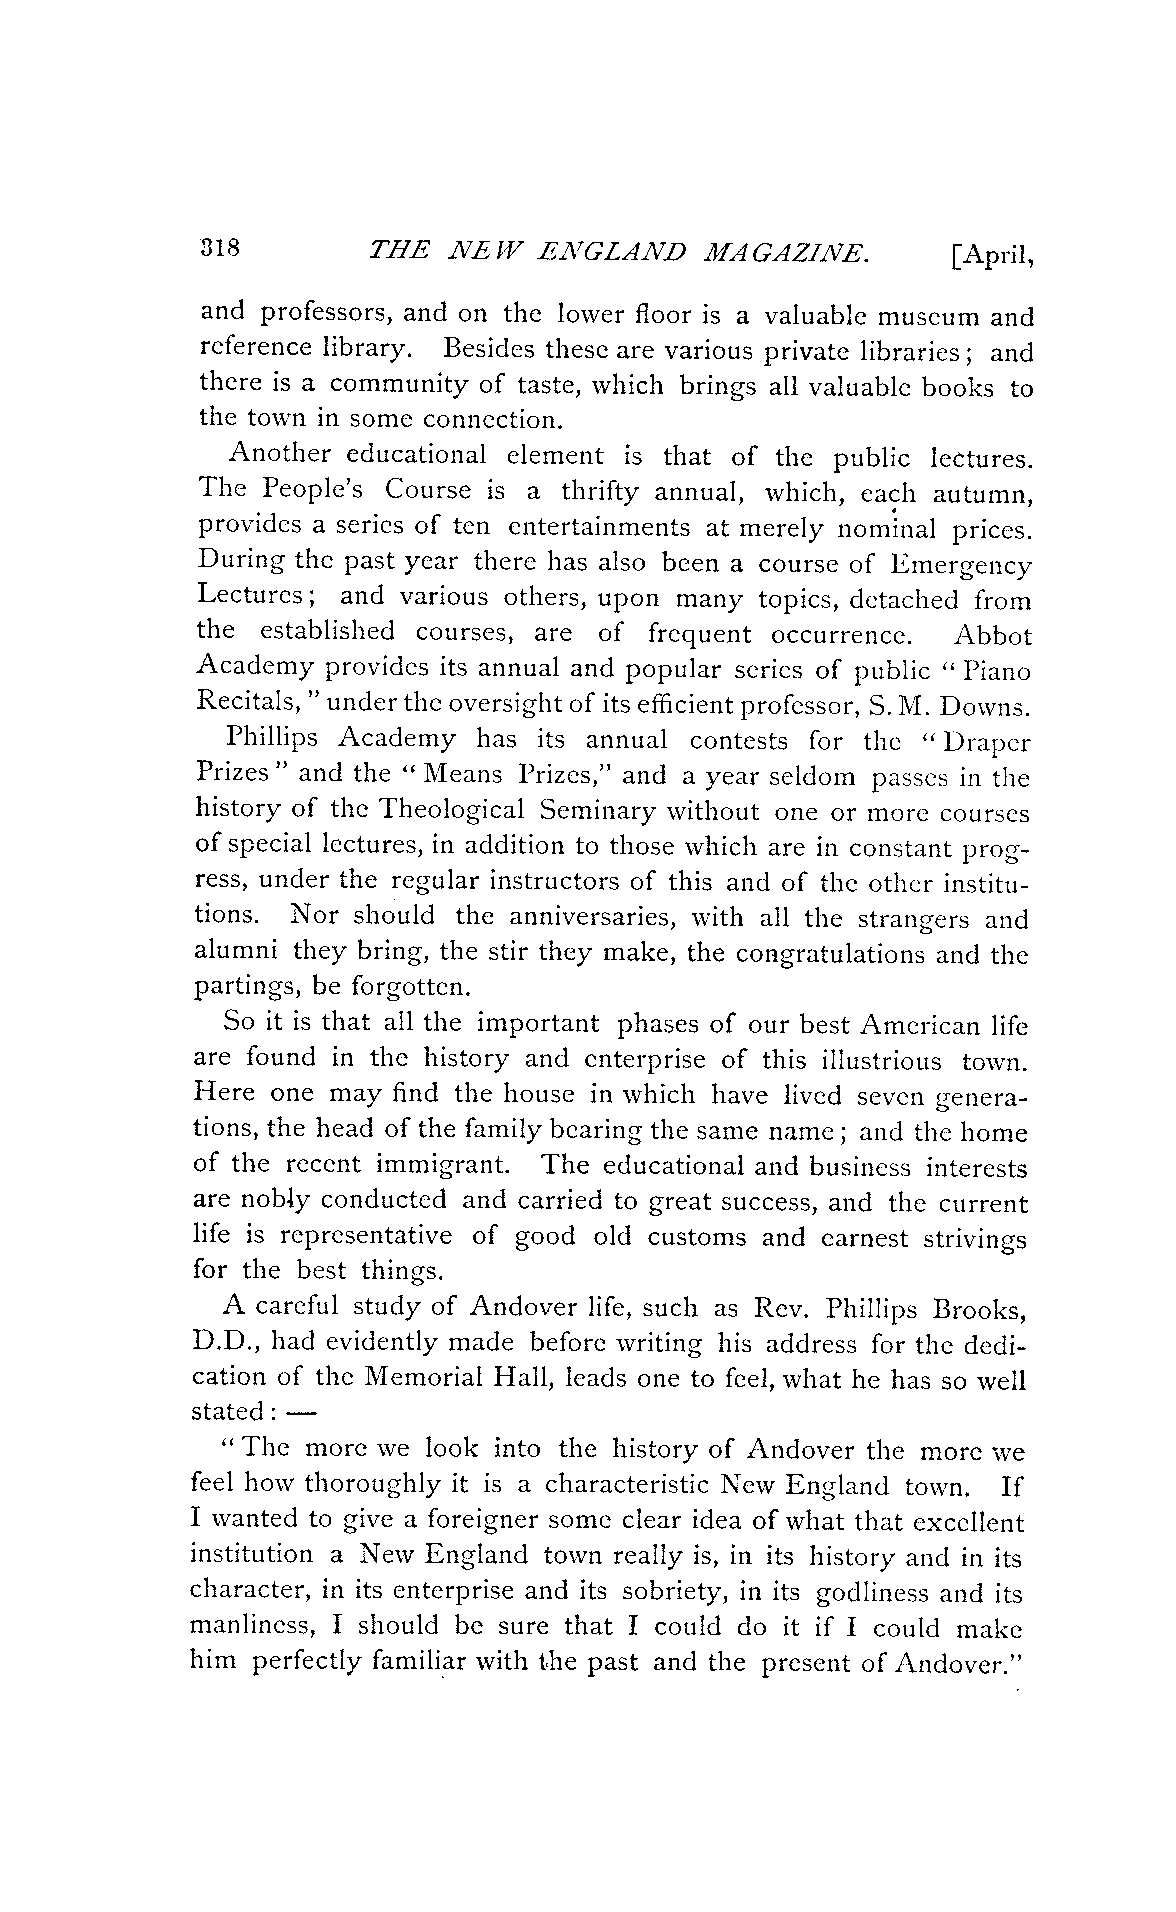 318 THE NEW ENGLAND MAGAZINE. [April,
and professors, and on the lower floor is a valuable museum and
reference library. Besides these are various private libraries; and
there is a community of taste, which brings all valuable books to
the town in some connection.
Another educational element is that of the public lectures.
The People's Course is a thrifty annual, which, each autumn,
provides a series of ten entertainments at merely nominal prices.
During the past year there has also been a course of Emergency
Lectures; and various others, upon many topics, detached from
the established courses, are of frequent occurrence. Abbot
Academy provides its annual and popular series of public "Piano
Recitals," under the oversight of its efficient professor, S. M. Downs.
Phillips Academy has its annual contests for the "Draper
Prizes" and the "Means Prizes," and a year seldom passes in the
history of the Theological Seminary without one or more courses
of special lectures, in addition to those which are in constant prog-
ress, under the regular instructors of this and of the other institu-
tions. Nor should the anniversaries, with all the strangers and
alumni they bring, the stir they make, the congratulations and the
partings, be forgotten.
So it is that all the important phases of our best American life
are found in the history and enterprise of this illustrious town.
Here one may find the house in which have lived seven genera-
tions, the head of the family bearing the same name; and the home
of the recent immigrant. The educational and business interests
are nobly conducted and carried to great success, and the current
life is representative of good old customs and earnest strivings
for the best things.
A careful study of Andover life, such as Rev. Phillips Brooks,
D.D., had evidently made before writing his address for the dedi-
cation of the Memorial Hall, leads one to feel, what he has so well
stated: —
"The more we look into the history of Andover the more we
feel how thoroughly it is a characteristic New England town. If
I wanted to give a foreigner some clear idea of what that excellent
institution a New England town really is, in its history and in its
character, in its enterprise and its sobriety, in its godliness and its
manliness, I should be sure that I could do it if I could make
him perfectly familiar with the past and the present of Andover."